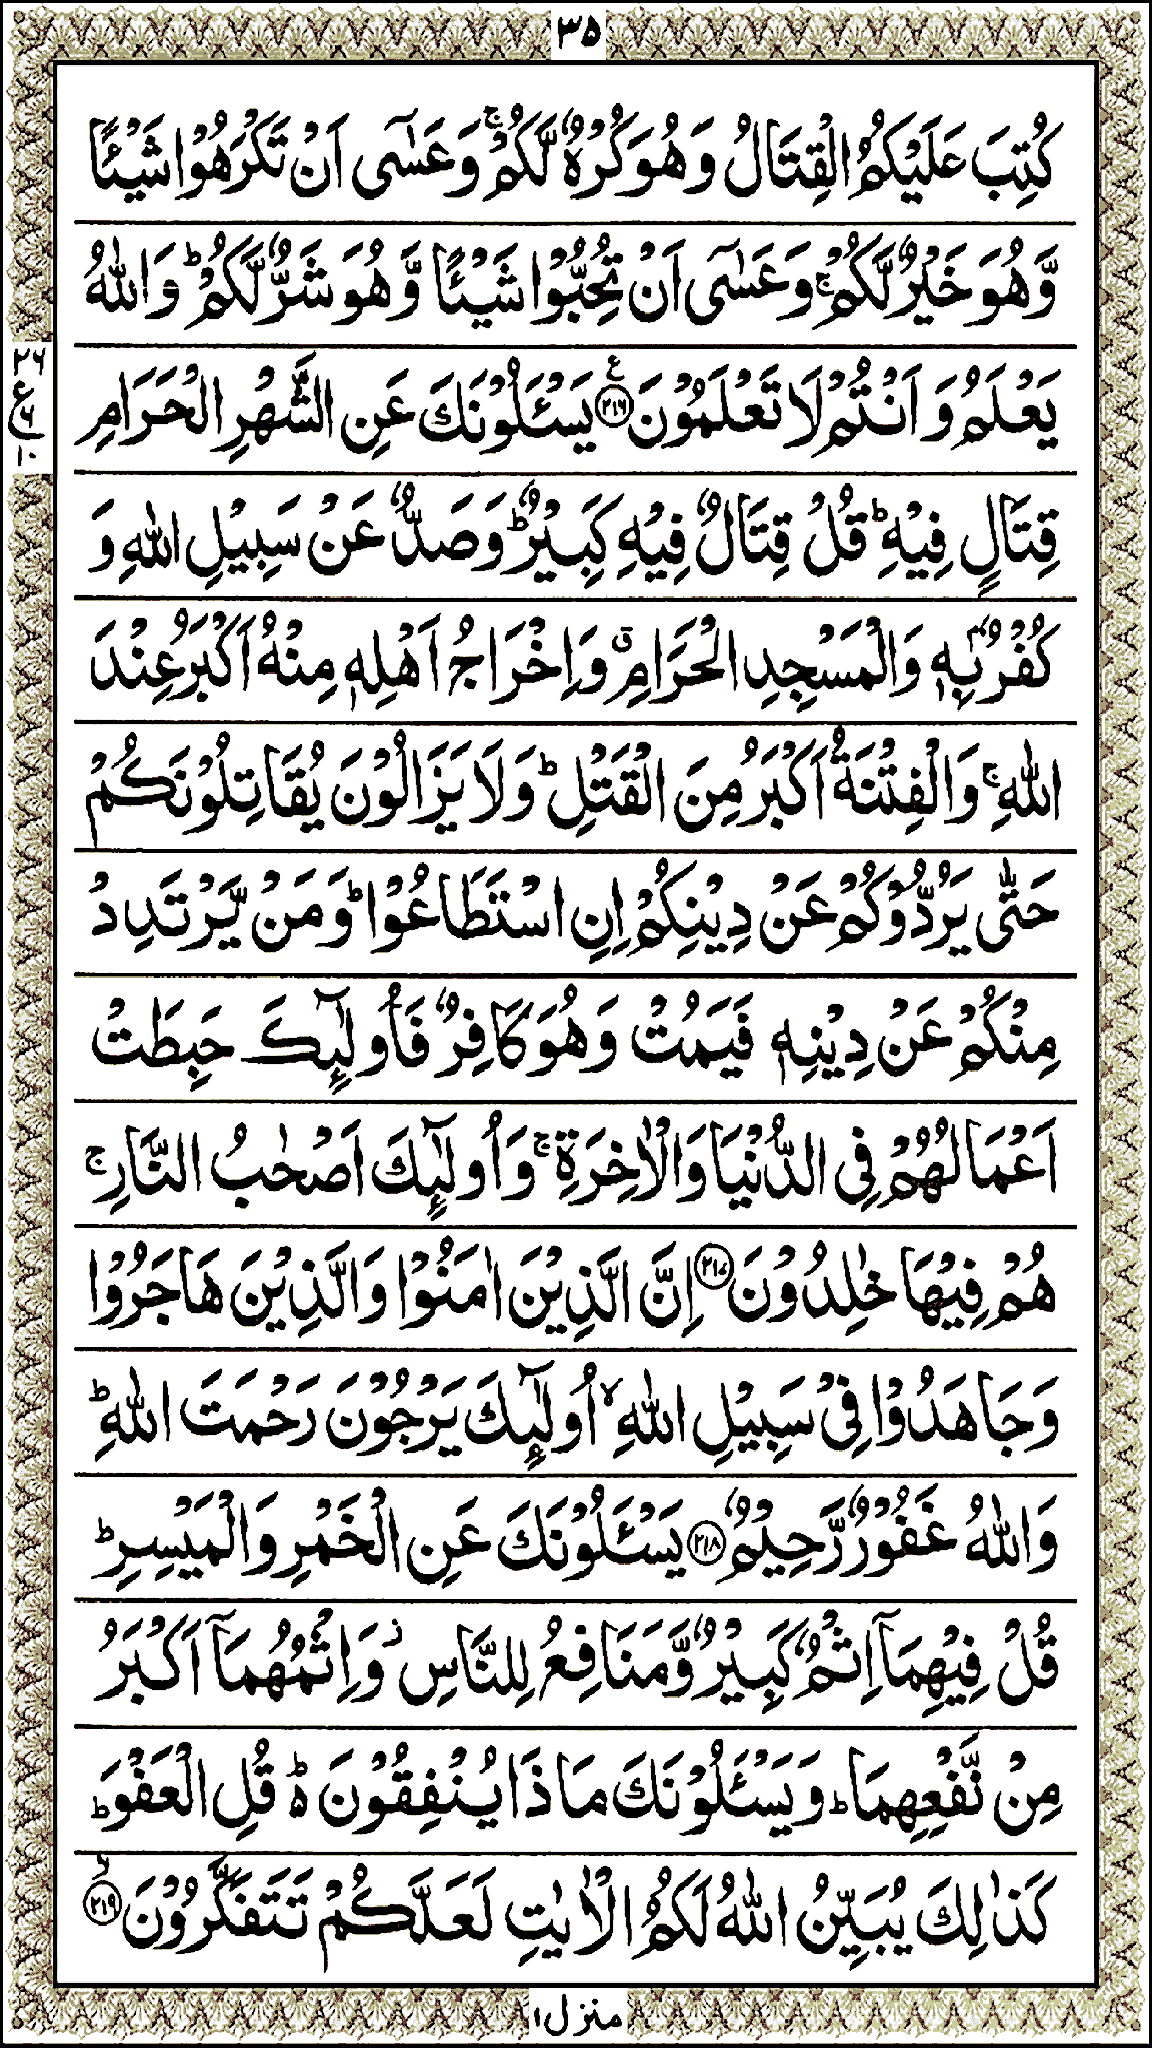 ٣٥
كُتِبَ عَلَيْكُمُ الْقِتَالُ وَهُوَ كُرْهٌ لَّكُمْ ۚ وَعَسٰٓى اَنْ تَكْرَهُوْا شَيْـًٔا
وَّهُوَ خَيْرٌ لَّكُمْ ۚ وَعَسٰٓى اَنْ تُحِبُّوْا شَيْـًٔا وَّهُوَ شَرٌّ لَّكُمْ ؕ وَاللّٰهُ
يَعْلَمُ وَ اَنْتُمْ لَا تَعْلَمُوْنَ ﴿٢١٦﴾ ع يَسْـَٔلُوْنَكَ عَنِ الشَّهْرِ الْحَرَامِ
٢٦
ع
٦
١٠
قِتَالٍ فِيْهِ ؕ قُلْ قِتَالٌ فِيْهِ كَبِيْرٌ ؕ وَصَدٌّ عَنْ سَبِيْلِ اللّٰهِ وَ
كُفْرٌۢ بِهٖ وَالْمَسْجِدِ الْحَرَامِ ۗ وَاِخْرَاجُ اَهْلِهٖ مِنْهُ اَكْبَرُ عِنْدَ
اللّٰهِ ۚ وَالْفِتْنَةُ اَكْبَرُ مِنَ الْقَتْلِ ؕ وَلَا يَزَالُوْنَ يُقَاتِلُوْنَكُمْ
حَتّٰى يَرُدُّوْكُمْ عَنْ دِيْنِكُمْ اِنِ اسْتَطَاعُوْا ؕ وَمَنْ يَّرْتَدِدْ
مِنْكُمْ عَنْ دِيْنِهٖ فَيَمُتْ وَهُوَ كَافِرٌ فَاُولٰٓئِكَ حَبِطَتْ
اَعْمَالُهُمْ فِى الدُّنْيَا وَالْاٰخِرَةِ ۚ وَاُولٰٓئِكَ اَصْحٰبُ النَّارِ ۚ
هُمْ فِيْهَا خٰلِدُوْنَ ﴿٢١٧﴾ اِنَّ الَّذِيْنَ اٰمَنُوْا وَالَّذِيْنَ هَاجَرُوْا
وَجَاهَدُوْا فِىْ سَبِيْلِ اللّٰهِ ۙ اُولٰٓئِكَ يَرْجُوْنَ رَحْمَتَ اللّٰهِ ؕ
وَاللّٰهُ غَفُوْرٌ رَّحِيْمٌ ﴿٢١٨﴾ يَسْـَٔلُوْنَكَ عَنِ الْخَمْرِ وَالْمَيْسِرِ ؕ
قُلْ فِيْهِمَآ اِثْمٌ كَبِيْرٌ وَّمَنَافِعُ لِلنَّاسِ ز وَاِثْمُهُمَآ اَكْبَرُ
مِنْ نَّفْعِهِمَا ؕ وَيَسْـَٔلُوْنَكَ مَاذَا يُنْفِقُوْنَ ؕ۬ قُلِ الْعَفْوَ ؕ
كَذٰلِكَ يُبَيِّنُ اللّٰهُ لَكُمُ الْاٰيٰتِ لَعَلَّكُمْ تَتَفَكَّرُوْنَ ۙ﴿٢١٩﴾
منزل ١